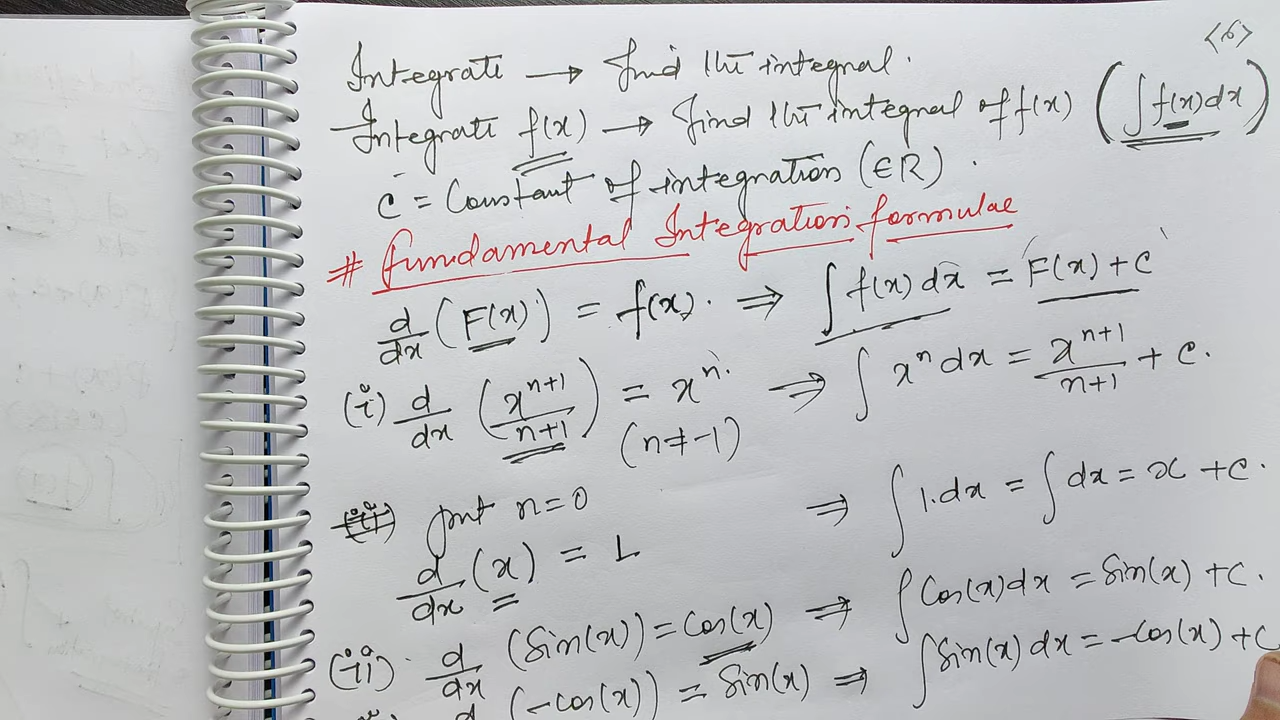 <6>
Integrate → find the integral.
Integrate f(x) → find the integral of f(x) (∫f(x)dx)
c = Constant of integration (∈R).
# Fundamental Integration formulae
d/dx (F(x)) = f(x). ⇒ ∫f(x)dx = F(x)+c
(i) d/dx (x^{n+1}/n+1) = x^n. ⇒ ∫x^n dx = x^{n+1}/n+1 + c.
(n≠-1)
put n=0 ⇒ ∫1.dx = ∫dx = x + c.
d/dx (x) = 1
(ii) d/dx (Sin(x)) = Cos(x) ⇒ ∫Cos(x)dx = Sin(x) + c.
d (-cos(x)) = Sin(x) ⇒ ∫Sin(x)dx = -cos(x) + c